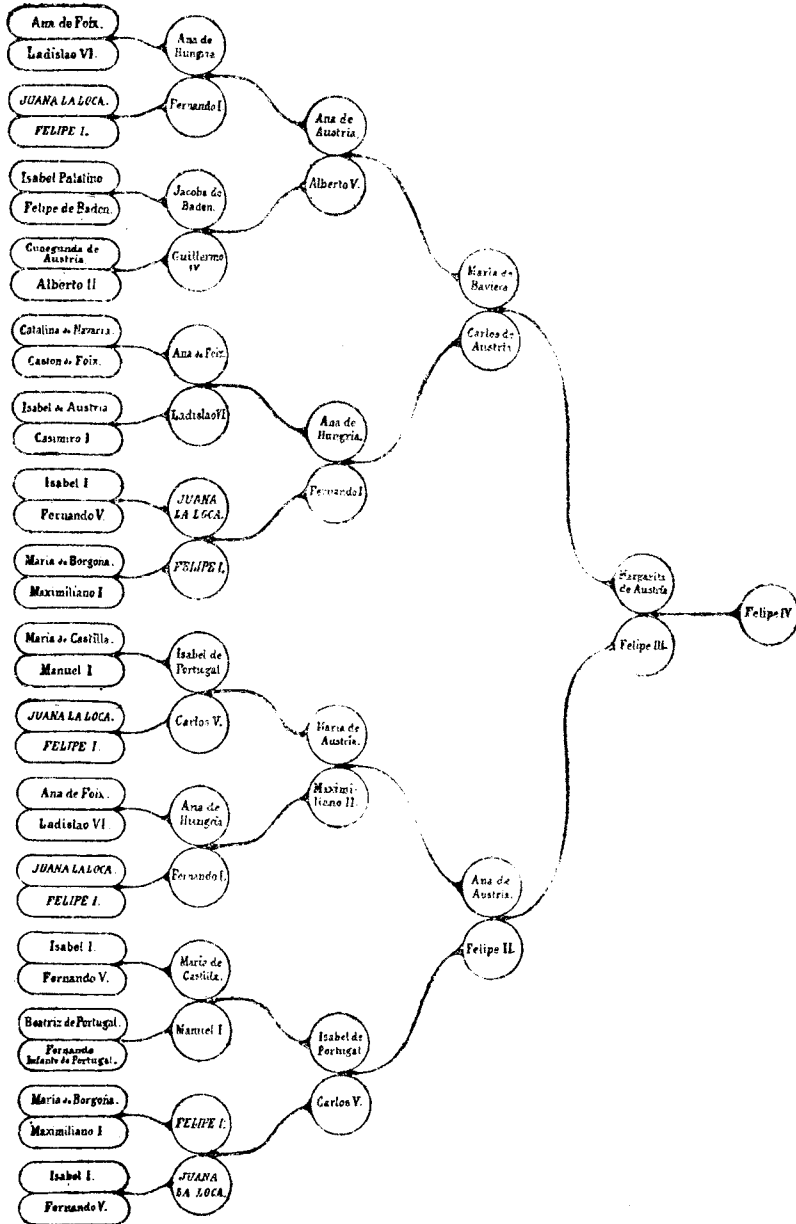 Ana de Foix.
Ladislao VI.
JUANA LA LOCA.
FELIPE I.
Isabel Palatino
Felipe de Baden.
Cunegunda de
Austria
Alberto II
Catalina de Navarra.
Gaston de Foix.
Isabel de Austria
Casimiro I
Isabel I
Fernando V.
Maria de Borgoña.
Maximiliano I
Maria de Castilla.
Manuel I
JUANA LA LOCA.
FELIPE I.
Ana de Foix.
Ladislao VI.
JUANA LA LOCA.
FELIPE I.
Isabel I.
Fernando V.
Beatriz de Portugal.
Fernando
Infante de Portugal.
Maria de Borgoña.
Maximiliano I
Isabel I.
Fernando V.
Ana de
Hungria
Fernando I.
Jacoba de
Baden.
Guillermo
IV
Ana de Foix.
Ladislao VI
JUANA
LA LOCA.
FELIPE I.
Isabel de
Portugal
Carlos V.
Ana de
Hungria
Fernando I.
Maria de
Castilla.
Manuel I
FELIPE I.
JUANA
LA LOCA.
Ana de
Austria.
Alberto V.
Ana de
Hungria.
Fernando I
Maria de
Austria.
Maximi-
liano II.
Isabel de
Portugal
Carlos V.
Maria de
Baviera
Carlos de
Austria
Ana de
Austria.
Felipe II.
Margarita
de Austria
Felipe III.
Felipe IV